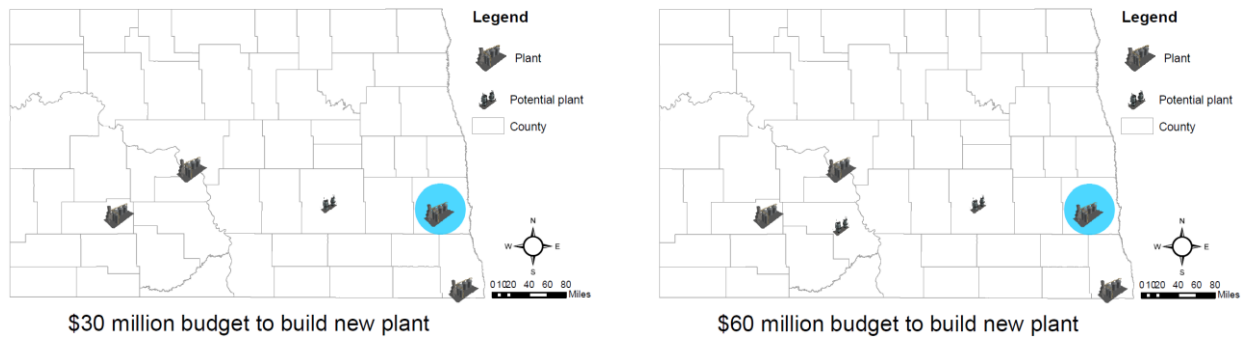 Legend
Plant
Potential plant
County
N
W E
S
0 10 20 40 60 80
Miles
$30 million budget to build new plant
Legend
Plant
Potential plant
County
N
W E
S
0 10 20 40 60 80
Miles
$60 million budget to build new plant